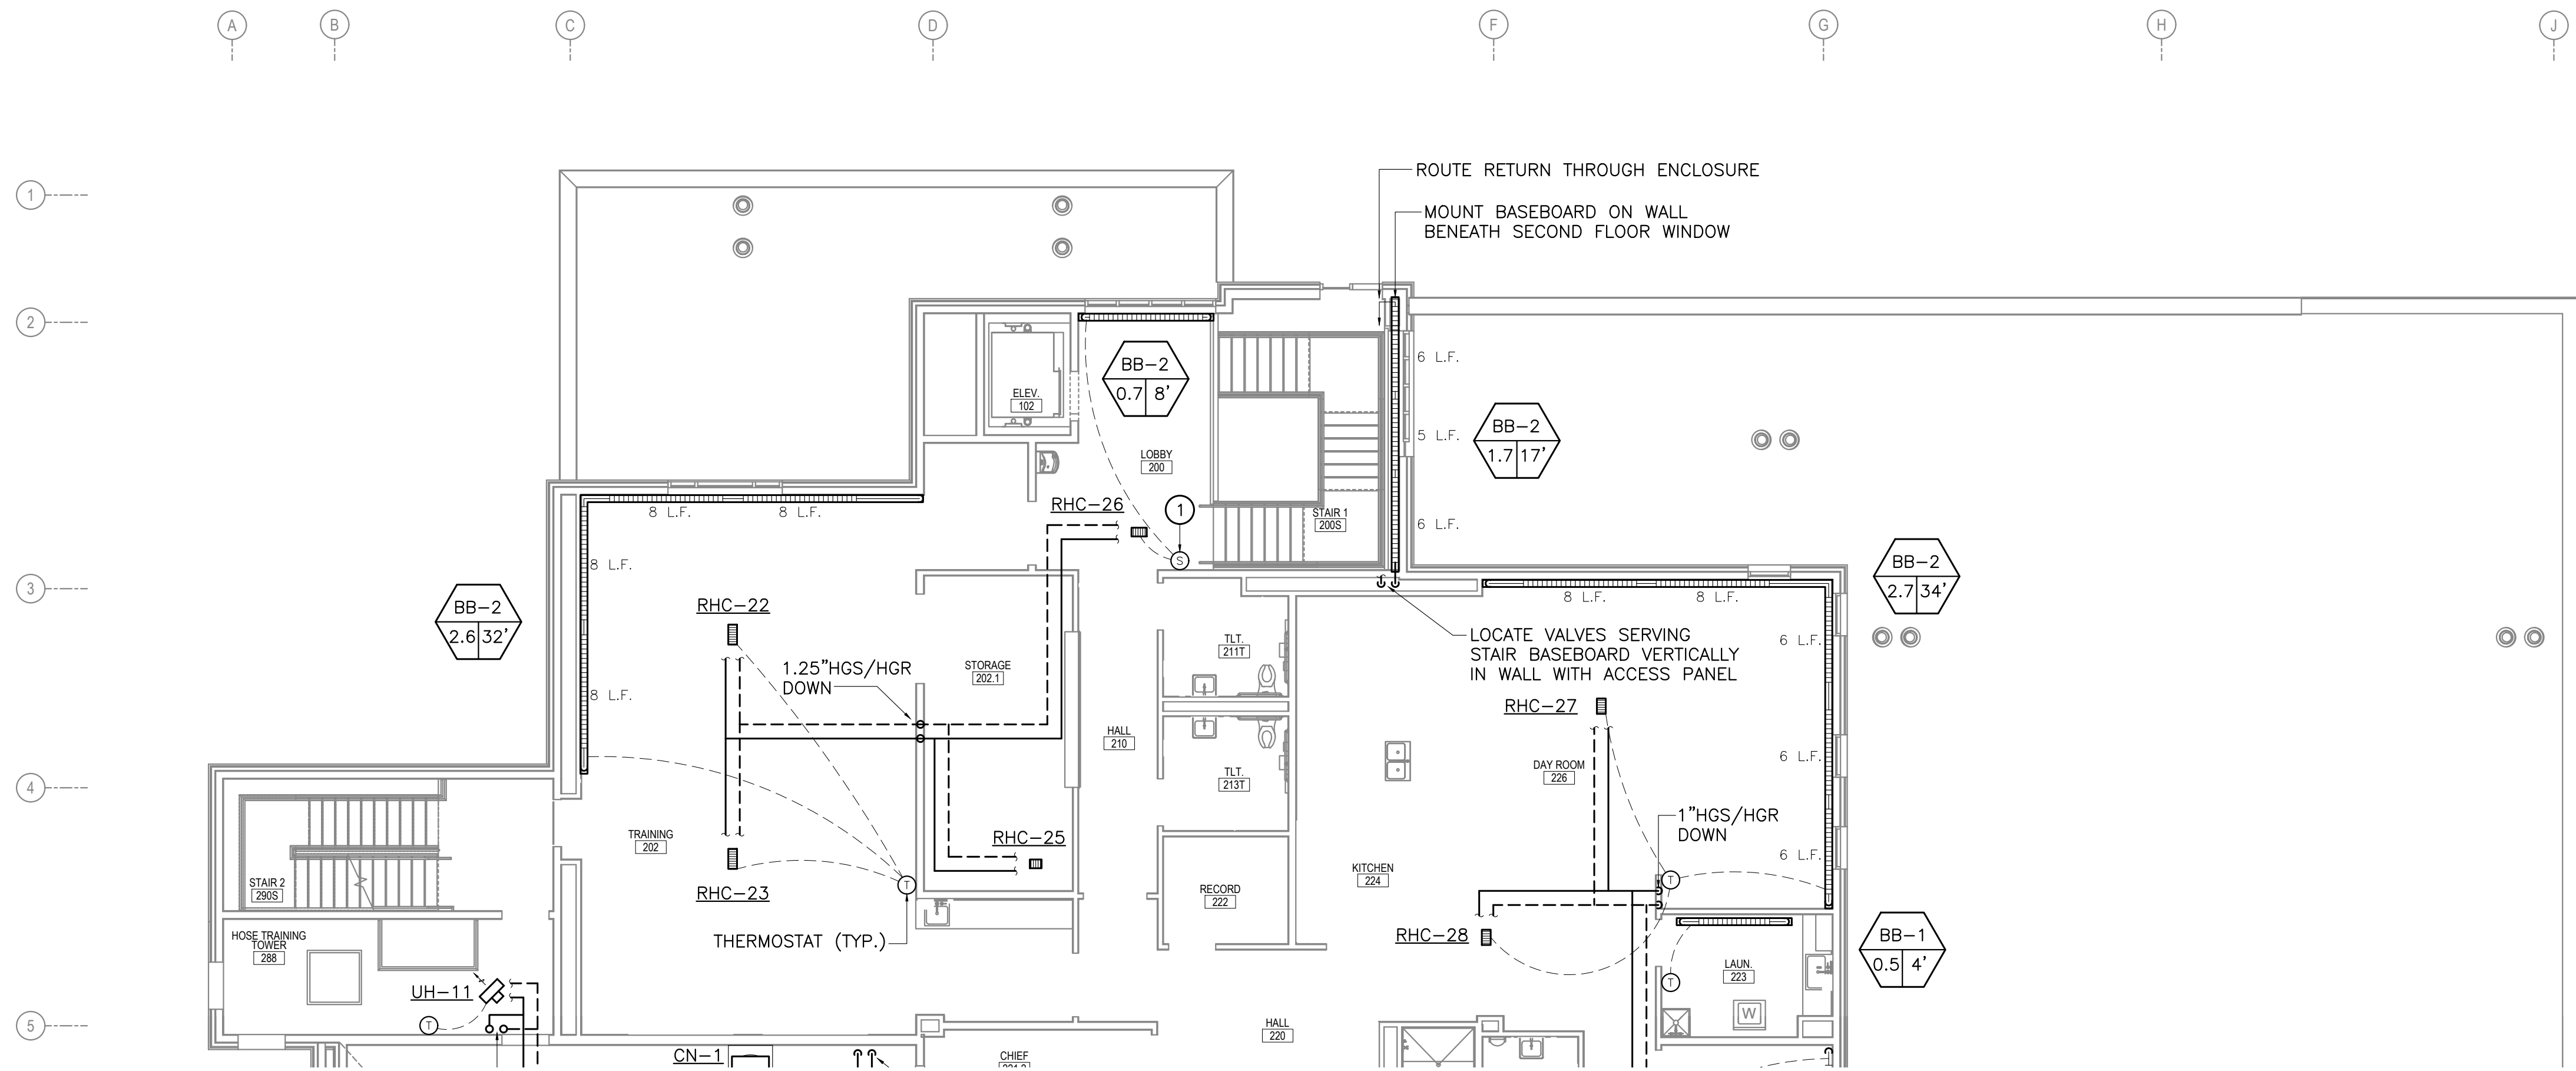 A
B
C
D
F
G
H
J
1
ROUTE RETURN THROUGH ENCLOSURE
MOUNT BASEBOARD ON WALL
BENEATH SECOND FLOOR WINDOW
2
BB-2
0.7 8'
6 L.F.
ELEV.
102
BB-2
1.7 17'
5 L.F.
LOBBY
200
RHC-26
1
8 L.F. 8 L.F.
STAIR 1
200S
6 L.F.
S
3
8 L.F.
BB-2
2.6 32'
BB-2
2.7 34'
8 L.F. 8 L.F.
RHC-22
LOCATE VALVES SERVING
STAIR BASEBOARD VERTICALLY
IN WALL WITH ACCESS PANEL
TLT.
211T
6 L.F.
1.25"HGS/HGR
DOWN
STORAGE
202.1
8 L.F.
RHC-27
HALL
210
TLT.
213T
DAY ROOM
226
6 L.F.
4
1"HGS/HGR
DOWN
TRAINING
202
RHC-25
6 L.F.
RHC-23
T
KITCHEN
224
T
STAIR 2
290S
RECORD
222
THERMOSTAT (TYP.)
RHC-28
HOSE TRAINING
TOWER
288
BB-1
0.5 4'
LAUN.
223
T
UH-11
T
W
5
HALL
220
CN-1
CHIEF